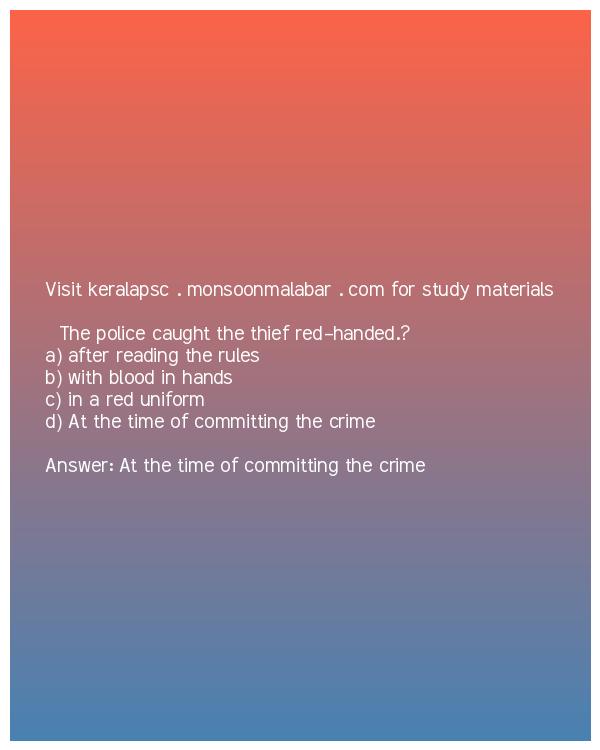 Visit keralapsc . monsoonmalabar . com for study materials
The police caught the thief red-handed.?
a) after reading the rules
b) with blood in hands
c) in a red uniform
d) At the time of committing the crime
Answer: At the time of committing the crime